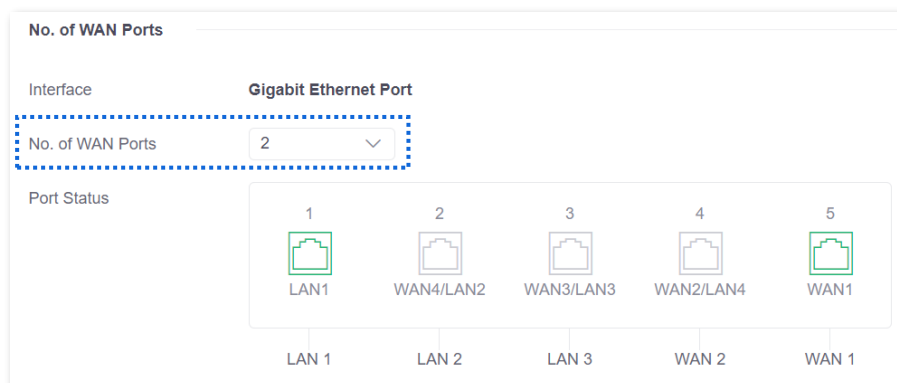 No. of WAN Ports
Interface Gigabit Ethernet Port
No. of WAN Ports 2
Port Status
1 2 3 4 5
LAN1 WAN4/LAN2 WAN3/LAN3 WAN2/LAN4 WAN1
LAN 1 LAN 2 LAN 3 WAN 2 WAN 1